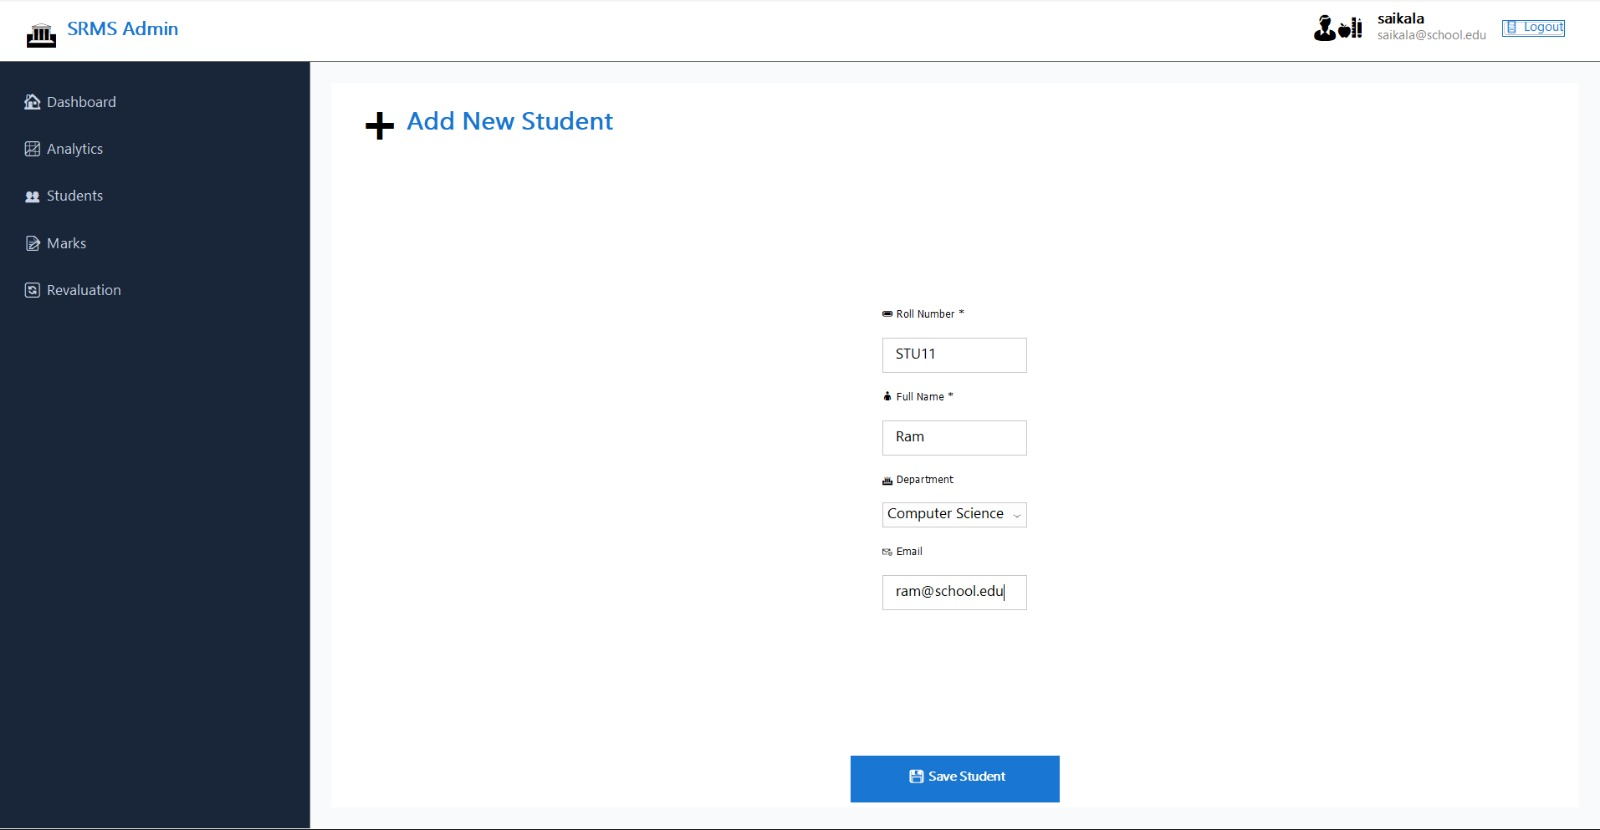 SRMS Admin
saikala
saikala@school.edu
Logout
Dashboard
Analytics
Students
Marks
Revaluation
Add New Student
Roll Number *
STU11
Full Name *
Ram
Department
Computer Science
Email
ram@school.edu
Save Student